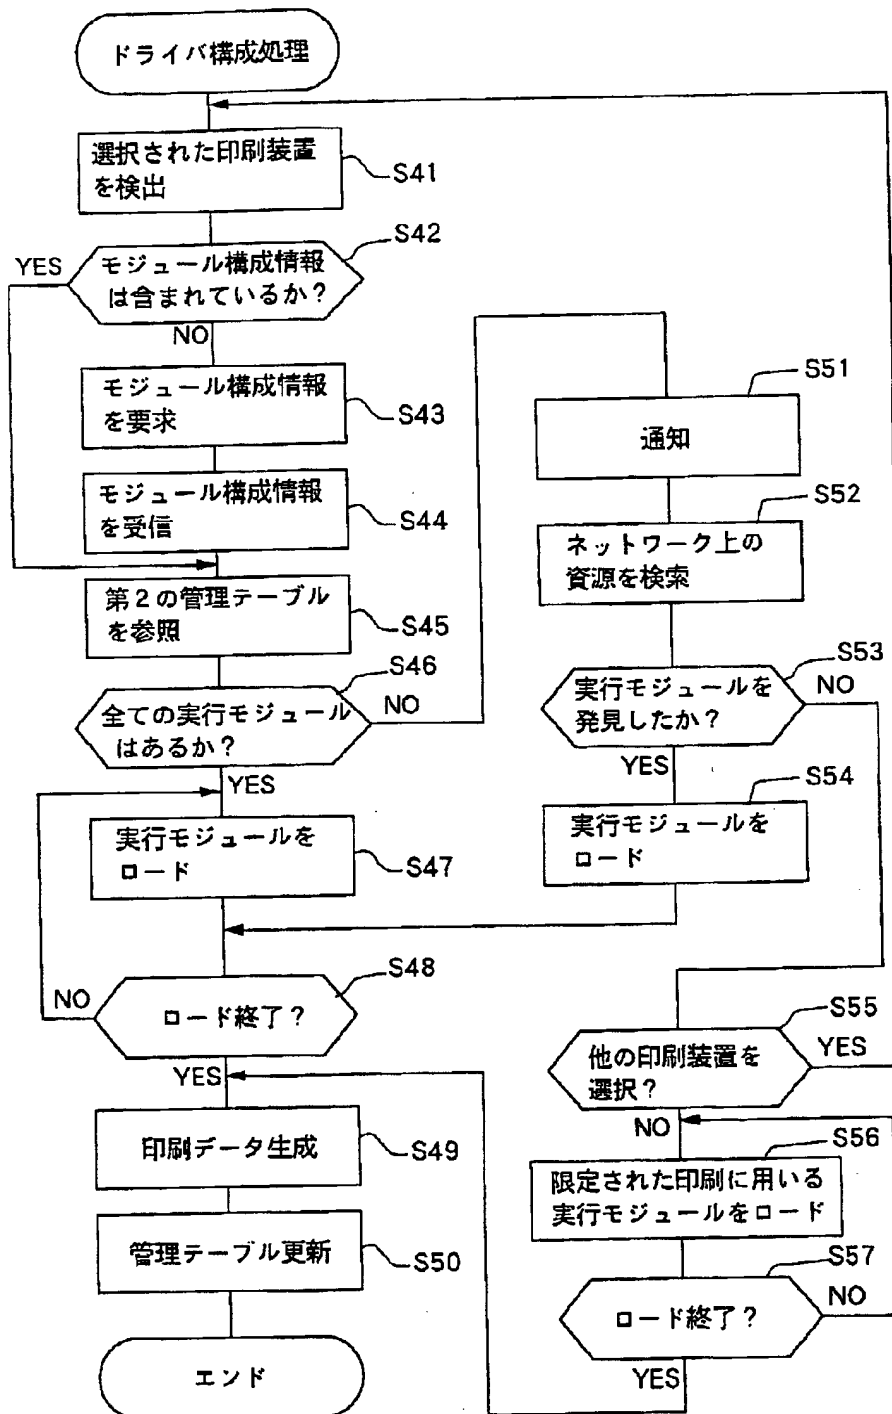 ドライバ構成処理
選択された印刷装置
を検出
S41
S42
YES
モジュール構成情報
は含まれているか？
NO
モジュール構成情報
を要求
S43
モジュール構成情報
を受信
S44
第2の管理テーブル
を参照
S45
S46
全ての実行モジュール
はあるか？
NO
YES
実行モジュールを
ロード
S47
S48
NO
ロード終了？
YES
印刷データ生成
S49
管理テーブル更新
S50
エンド
S51
通知
S52
ネットワーク上の
資源を検索
S53
実行モジュールを
発見したか？
NO
YES
S54
実行モジュールを
ロード
S55
他の印刷装置を
選択？
YES
NO
S56
限定された印刷に用いる
実行モジュールをロード
S57
ロード終了？
NO
YES